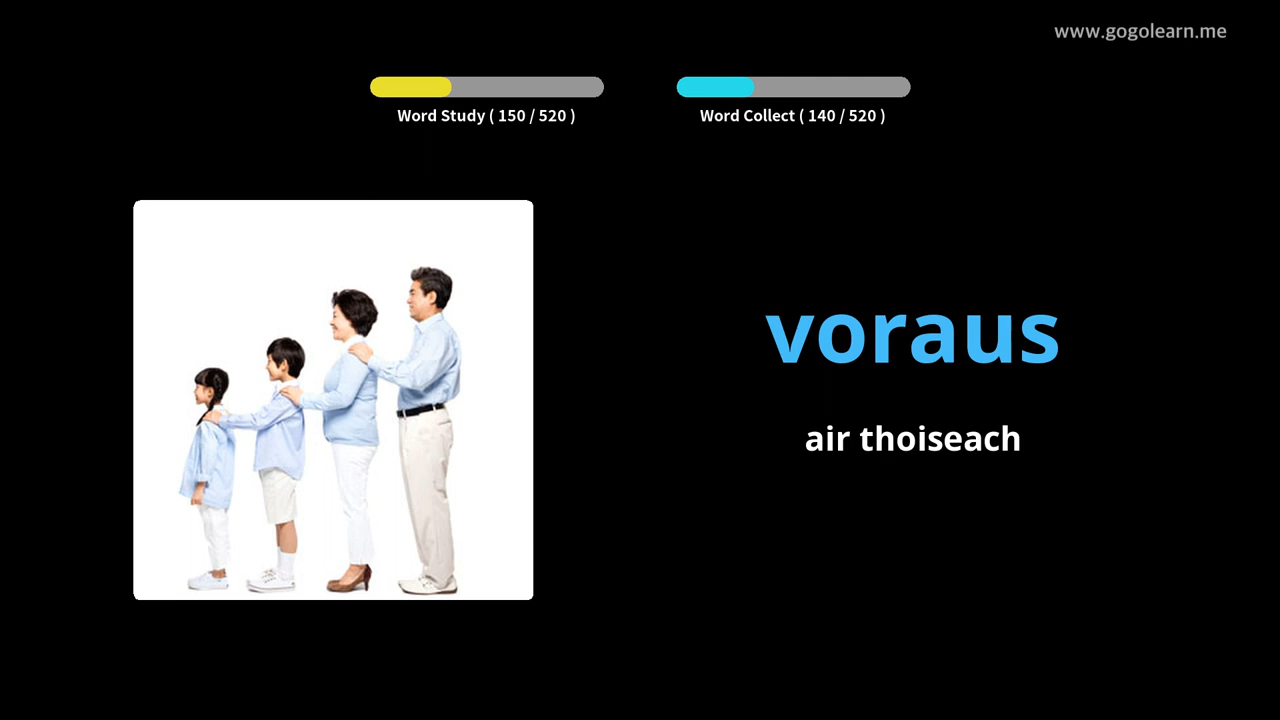 www.gogolearn.me
Word Study ( 150 / 520 )
Word Collect ( 140 / 520 )
voraus
air thoiseach